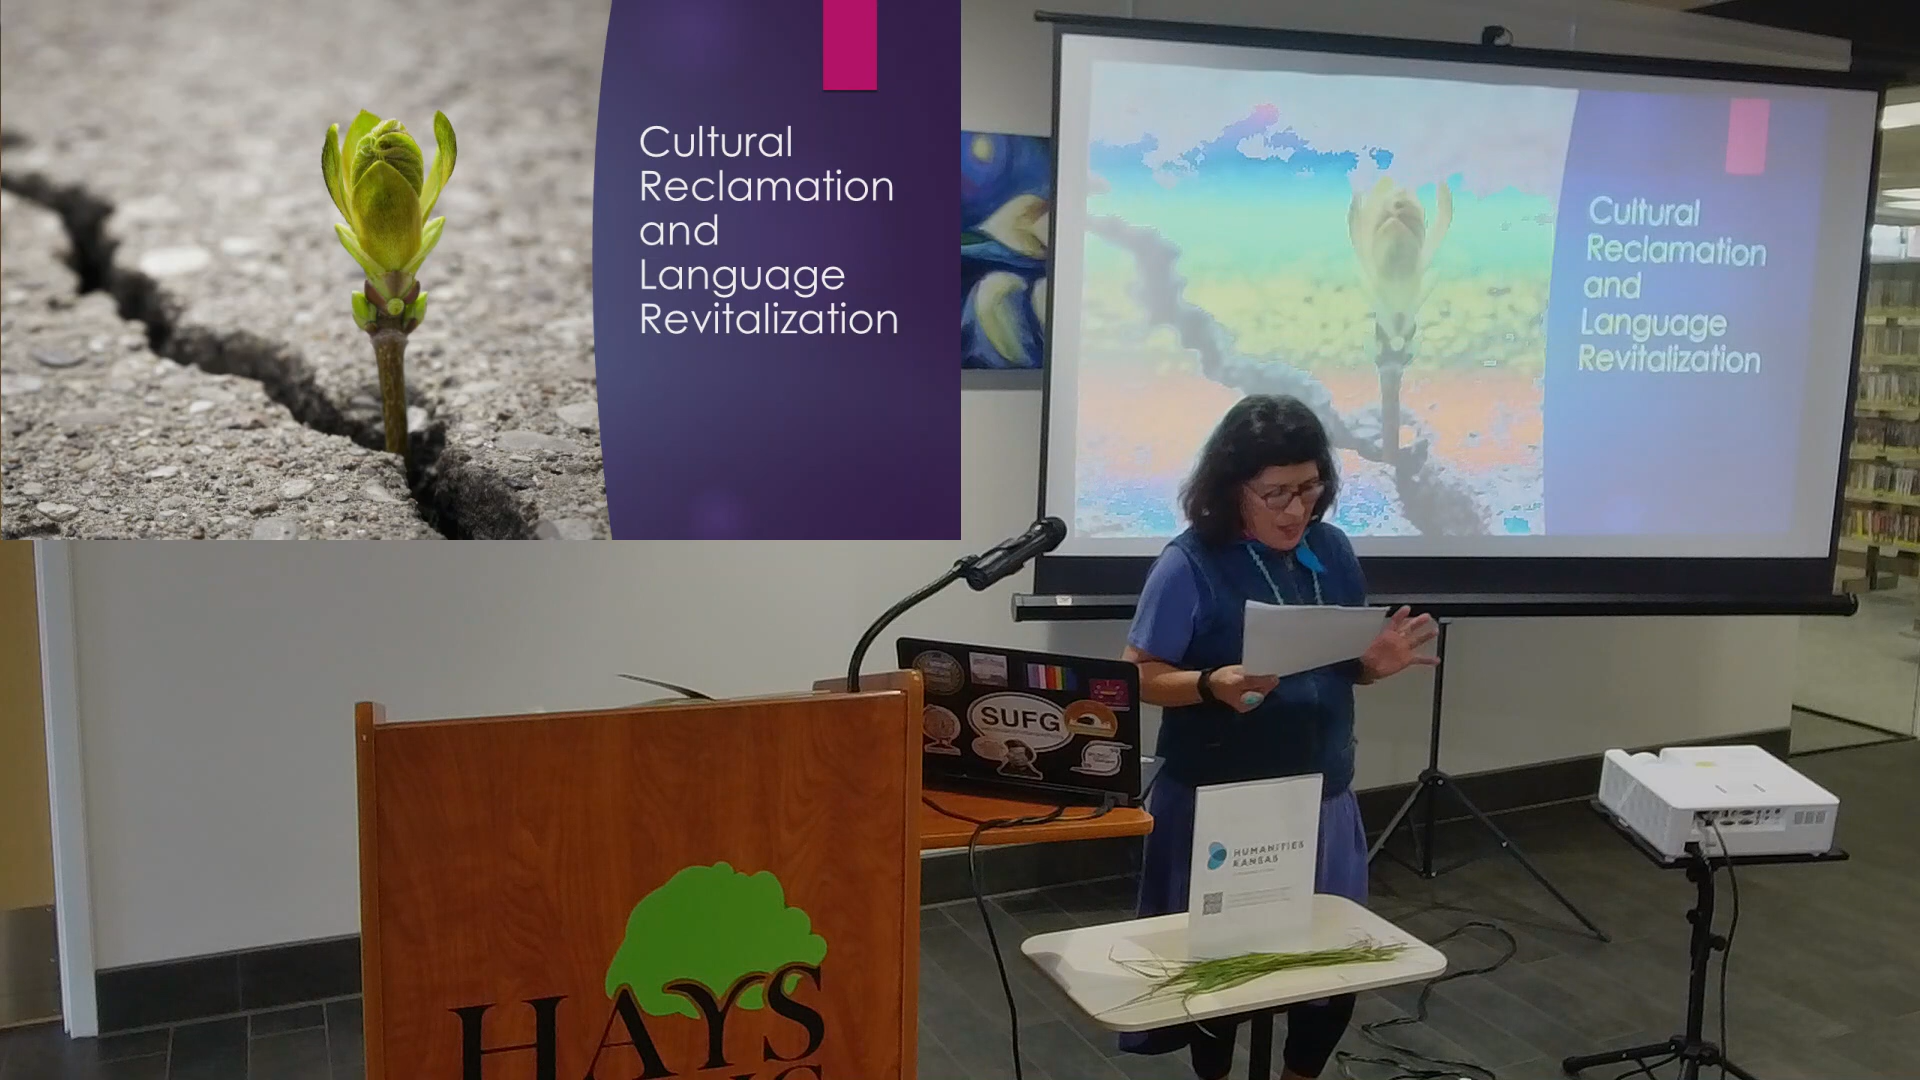 Cultural
Reclamation
and
Language
Revitalization
Cultural
Reclamation
and
Language
Revitalization
SUFG
HUMANITIES
KANSAS
HAYS